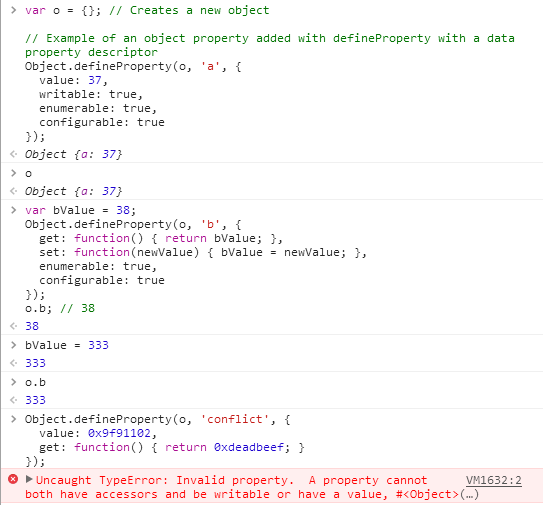 > var o = {}; // Creates a new object
// Example of an object property added with defineProperty with a data
property descriptor
Object.defineProperty(o, 'a', {
  value: 37,
  writable: true,
  enumerable: true,
  configurable: true
});
Object {a: 37}
> o
Object {a: 37}
> var bValue = 38;
Object.defineProperty(o, 'b', {
  get: function() { return bValue; },
  set: function(newValue) { bValue = newValue; },
  enumerable: true,
  configurable: true
});
o.b; // 38
38
> bValue = 333
333
> o.b
333
> Object.defineProperty(o, 'conflict', {
  value: 0x9f91102,
  get: function() { return 0xdeadbeef; }
});
Uncaught TypeError: Invalid property.  A property cannot VM1632:2
both have accessors and be writable or have a value, #<Object>(…)